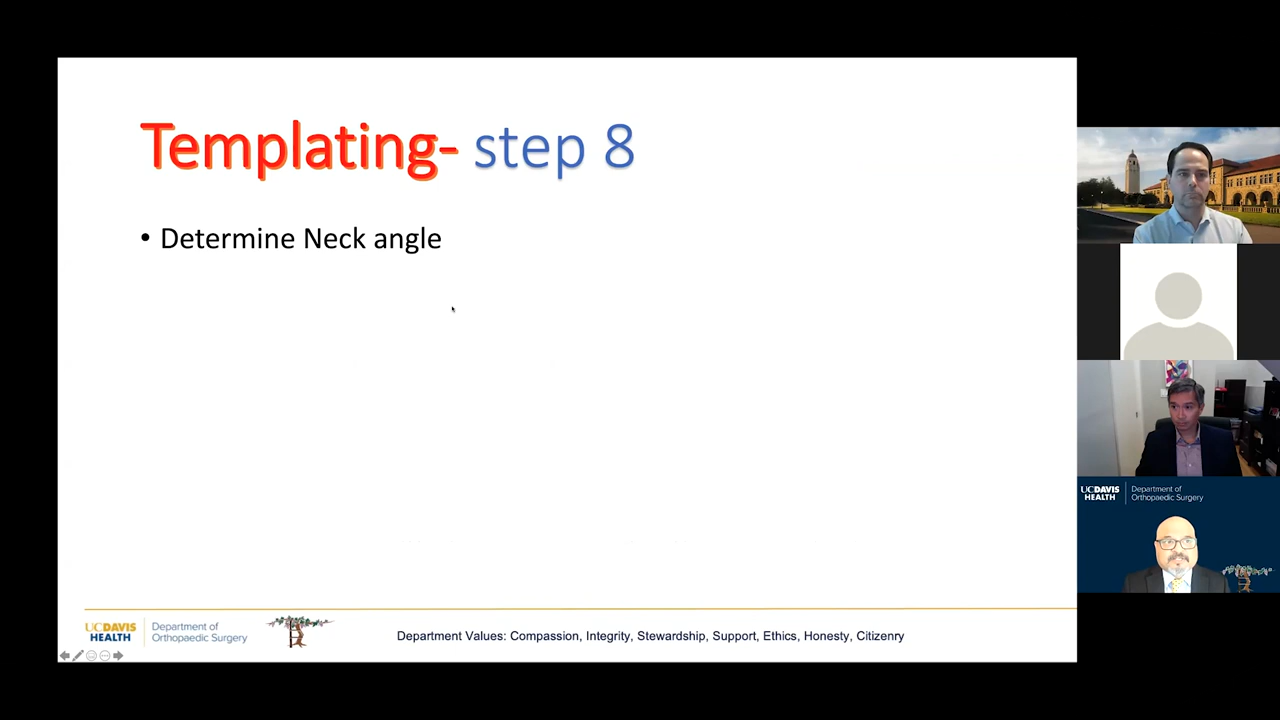 Templating- step 8
• Determine Neck angle
UCDAVIS
HEALTH
Department of
Orthopaedic Surgery
Department Values: Compassion, Integrity, Stewardship, Support, Ethics, Honesty, Citizenry
UCDAVIS
HEALTH
Department of
Orthopaedic Surgery